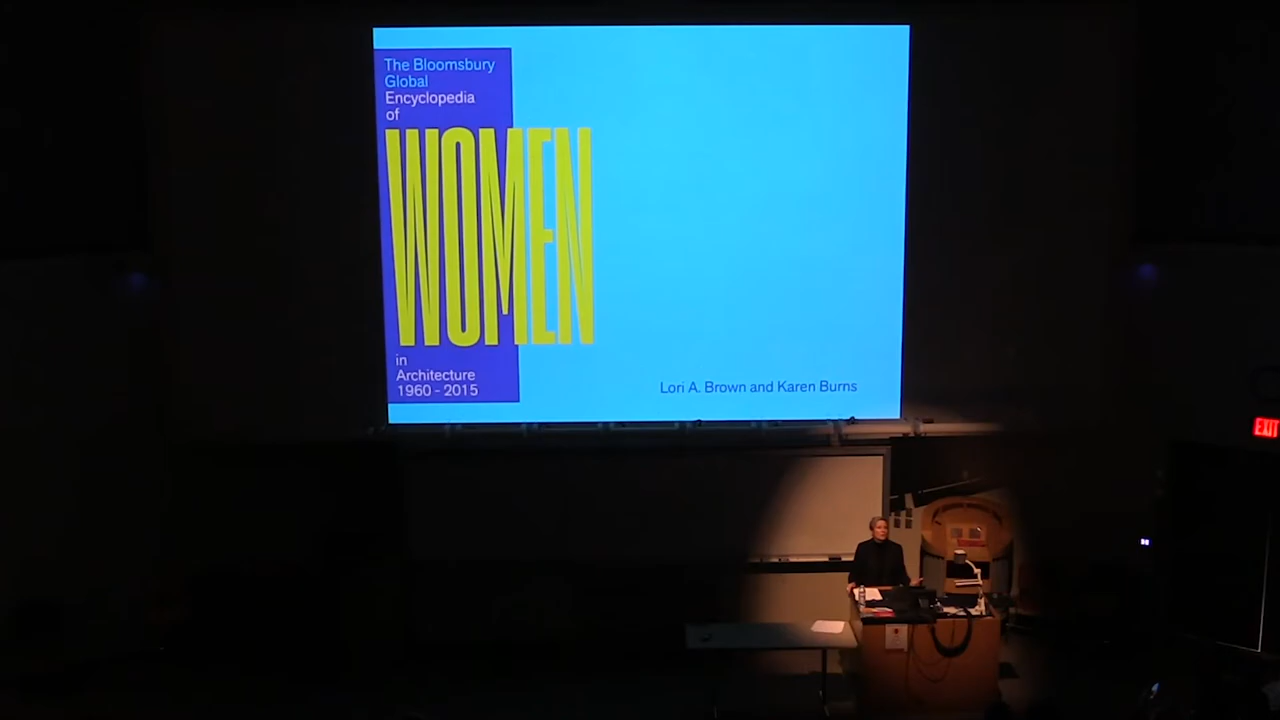 The Bloomsbury
Global
Encyclopedia
of
WOMEN
in
Architecture
1960 - 2015
Lori A. Brown and Karen Burns
EXIT